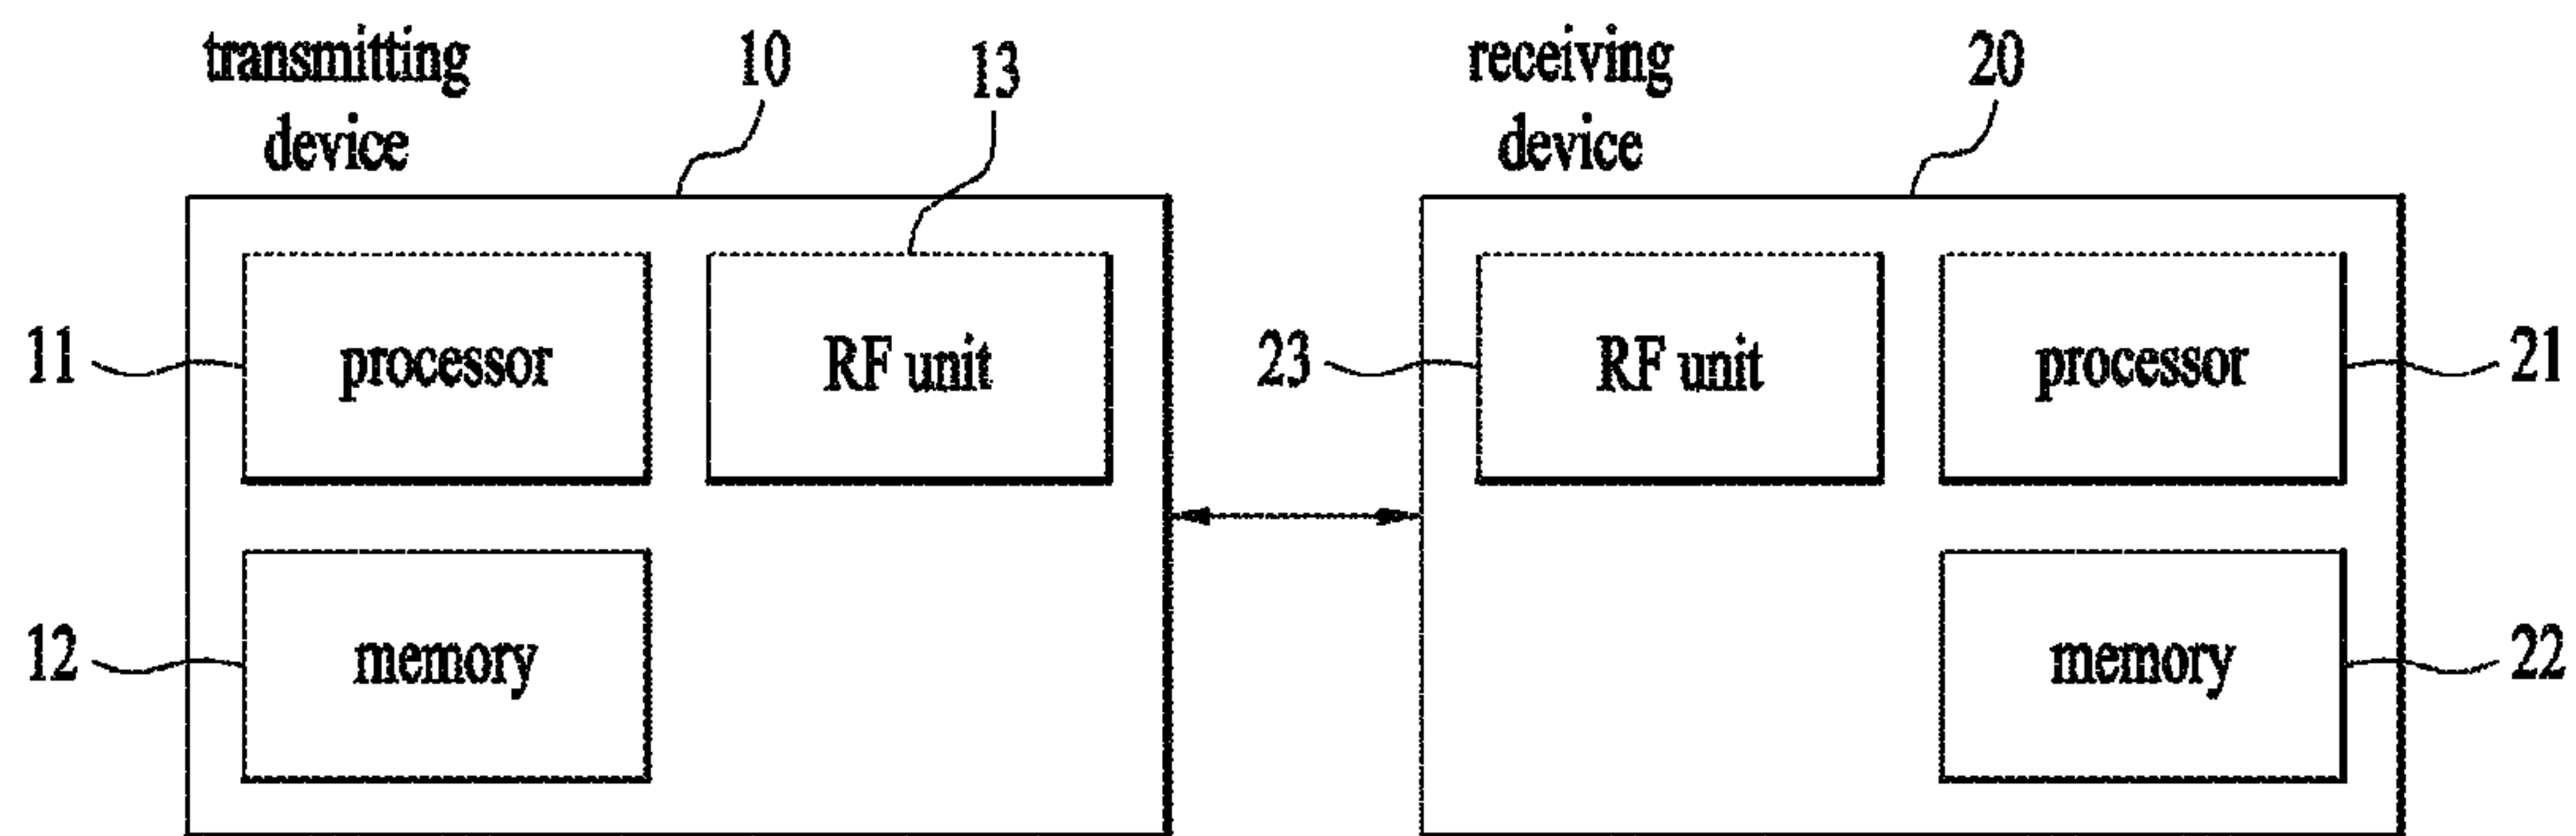 transmitting
device
10
13
receiving
device
20
11
processor
RF unit
23
RF unit
processor
21
12
memory
memory
22